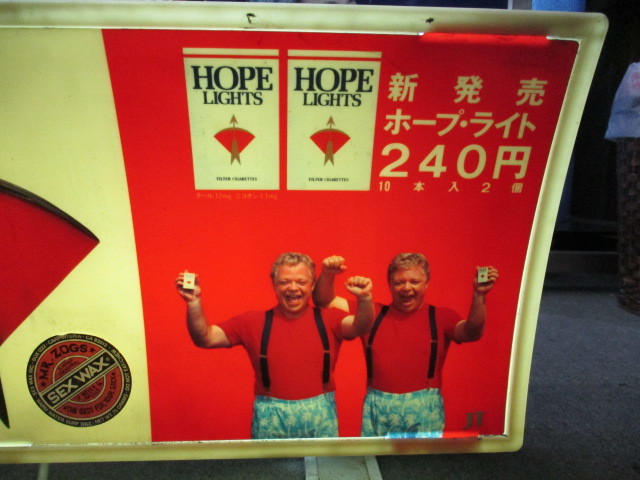 HOPE
LIGHTS
FILTER CIGARETTES
HOPE
LIGHTS
FILTER CIGARETTES
新発売
ホープ・ライト
240円
10本入2個
MR. ZOGS
SEX WAX
JT